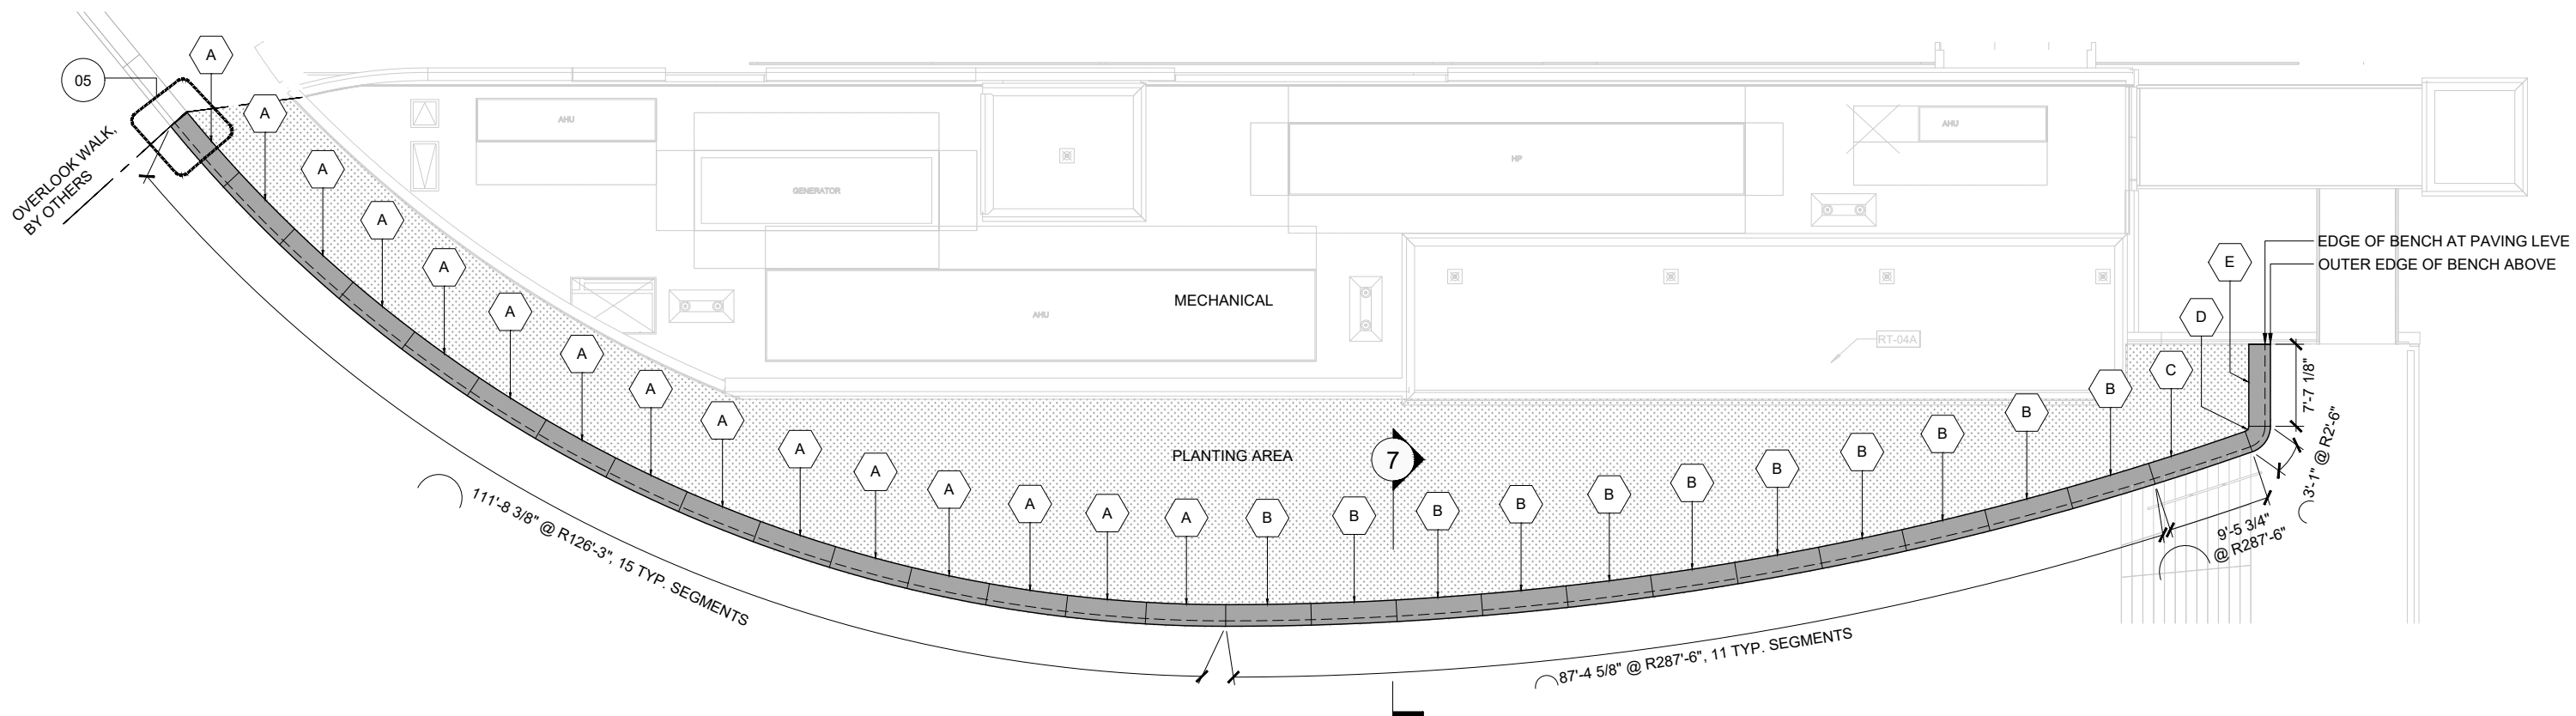 A
05
A
A
A
A
A
A
A
A
A
A
A
A
A
A
B
B
B
B
B
B
B
B
B
B
B
C
D
E
OVERLOOK WALK,
BY OTHERS
AHU
GENERATOR
HP
AHU
AHU
MECHANICAL
RT-04A
EDGE OF BENCH AT PAVING LEVE
OUTER EDGE OF BENCH ABOVE
PLANTING AREA
7
7'-7 1/8"
3'-1" @ R2'-6"
9'-5 3/4"
@ R287'-6"
111'-8 3/8" @ R126'-3", 15 TYP. SEGMENTS
87'-4 5/8" @ R287'-6", 11 TYP. SEGMENTS